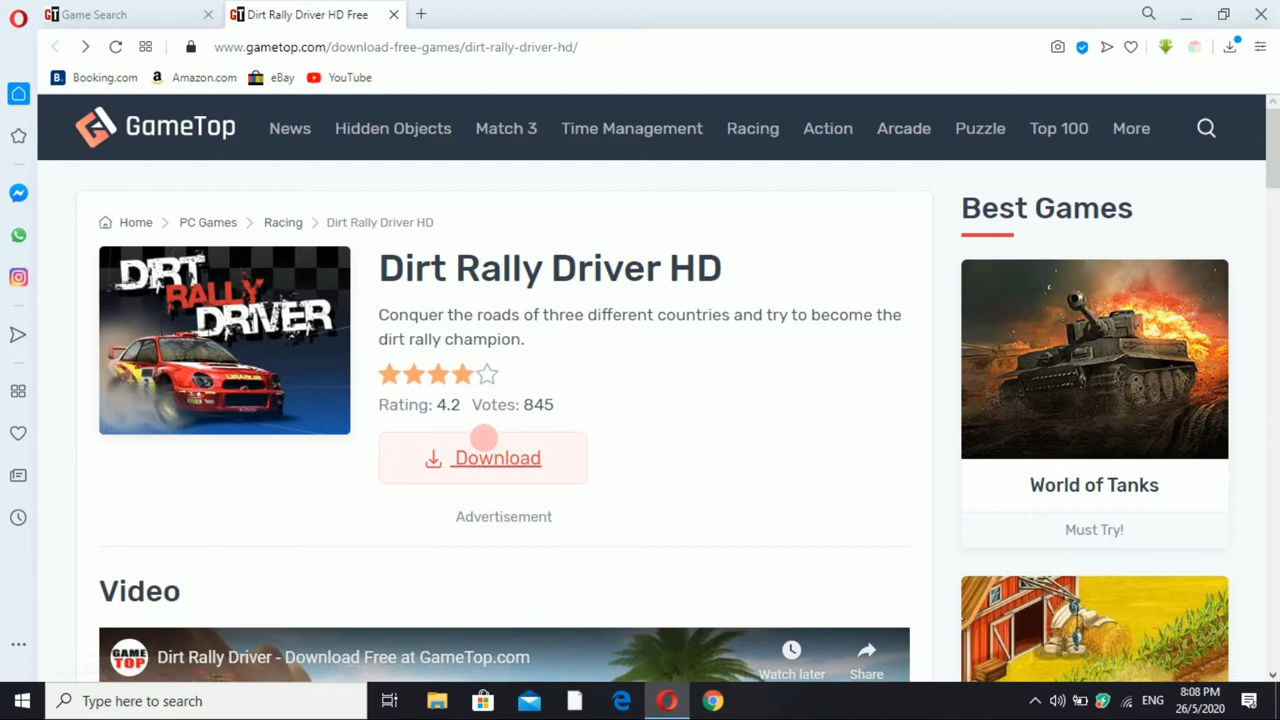 Game Search
Dirt Rally Driver HD Free
www.gametop.com/download-free-games/dirt-rally-driver-hd/
B. Booking.com
a Amazon.com
eBay
YouTube
GameTop
News
Hidden Objects
Match 3
Time Management
Racing
Action
Arcade
Puzzle
Top 100
More
Home
PC Games
Racing
Dirt Rally Driver HD
DIRT
RALLY
DRIVER
Dirt Rally Driver HD
Conquer the roads of three different countries and try to become the
dirt rally champion.
Rating: 4.2 Votes: 845
Download
Advertisement
Video
GAME
TOP
Dirt Rally Driver - Download Free at GameTop.com
Watch later
Share
Best Games
World of Tanks
Must Try!
Type here to search
ENG
8:08 PM
26/5/2020